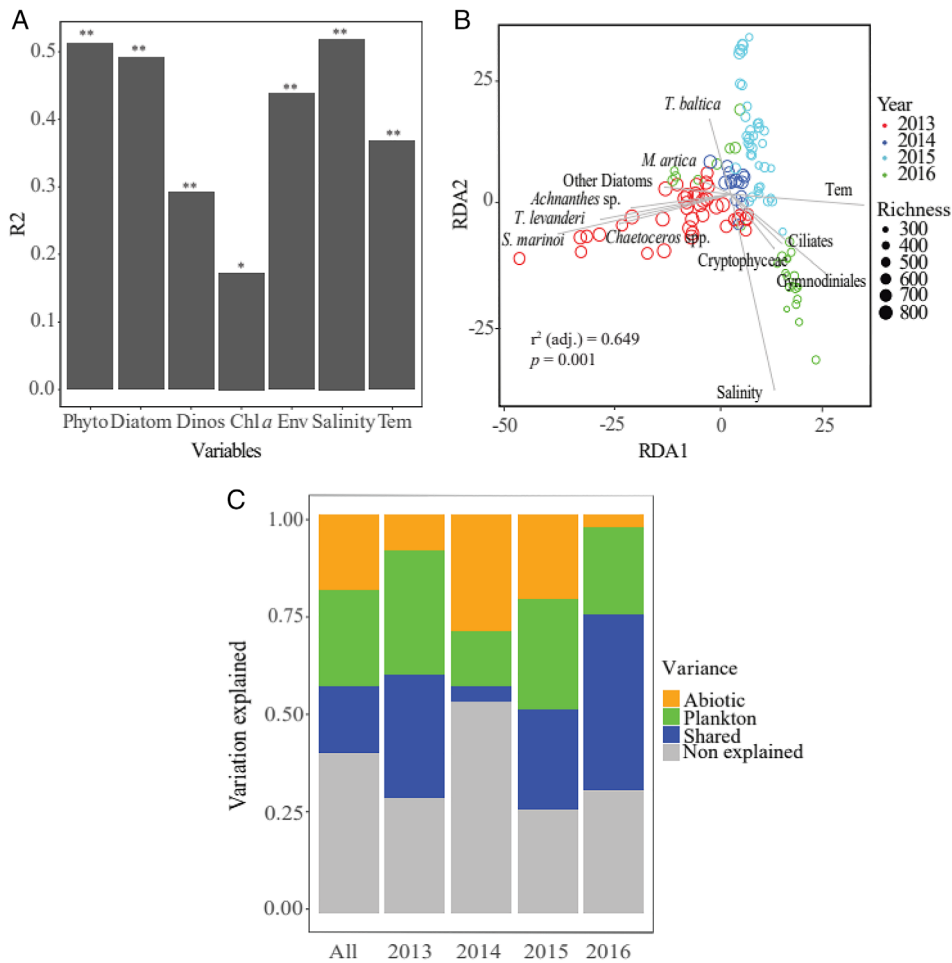 A
0.5
0.4
0.3
0.2
0.1
0.0
R2
**
**
**
*
**
**
**
Phyto Diatom Dinos Chla Env Salinity Tem
Variables
B
25
0
-25
RDA2
T. baltica
M. artica
Other Diatoms
Achnanthes sp.
T. levanderi
S. marinoi
Chaetoceros spp.
Tem
Ciliates
Cryptophyceae
Gymnodiniales
Salinity
r² (adj.) = 0.649
p = 0.001
-50 -25 0 25
RDA1
Year
2013
2014
2015
2016
Richness
300
400
500
600
700
800
C
1.00
0.75
0.50
0.25
0.00
Variation explained
All 2013 2014 2015 2016
Variance
Abiotic
Plankton
Shared
Non explained